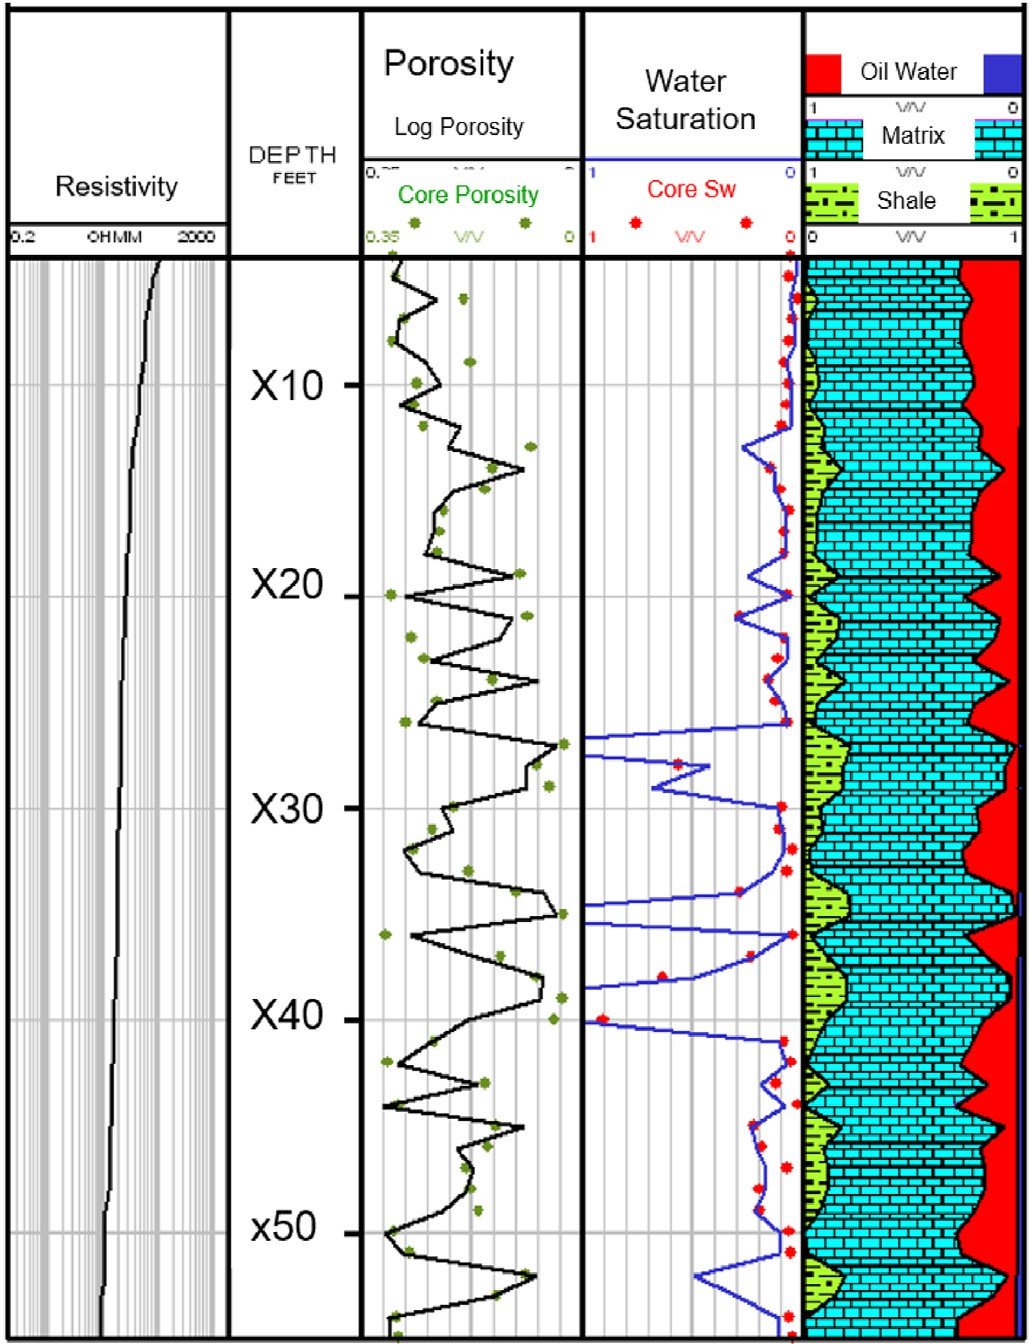 Resistivity
0.2 OHMM 2000
DEPTH
FEET
Porosity
Log Porosity
V/V 0
Core Porosity
0.35 V/V 0
Water
Saturation
1 0
Core Sw
1 V/V 0
Oil Water
1 V/V 0
Matrix
1 V/V 0
Shale
0 V/V 1
X10
X20
X30
X40
x50